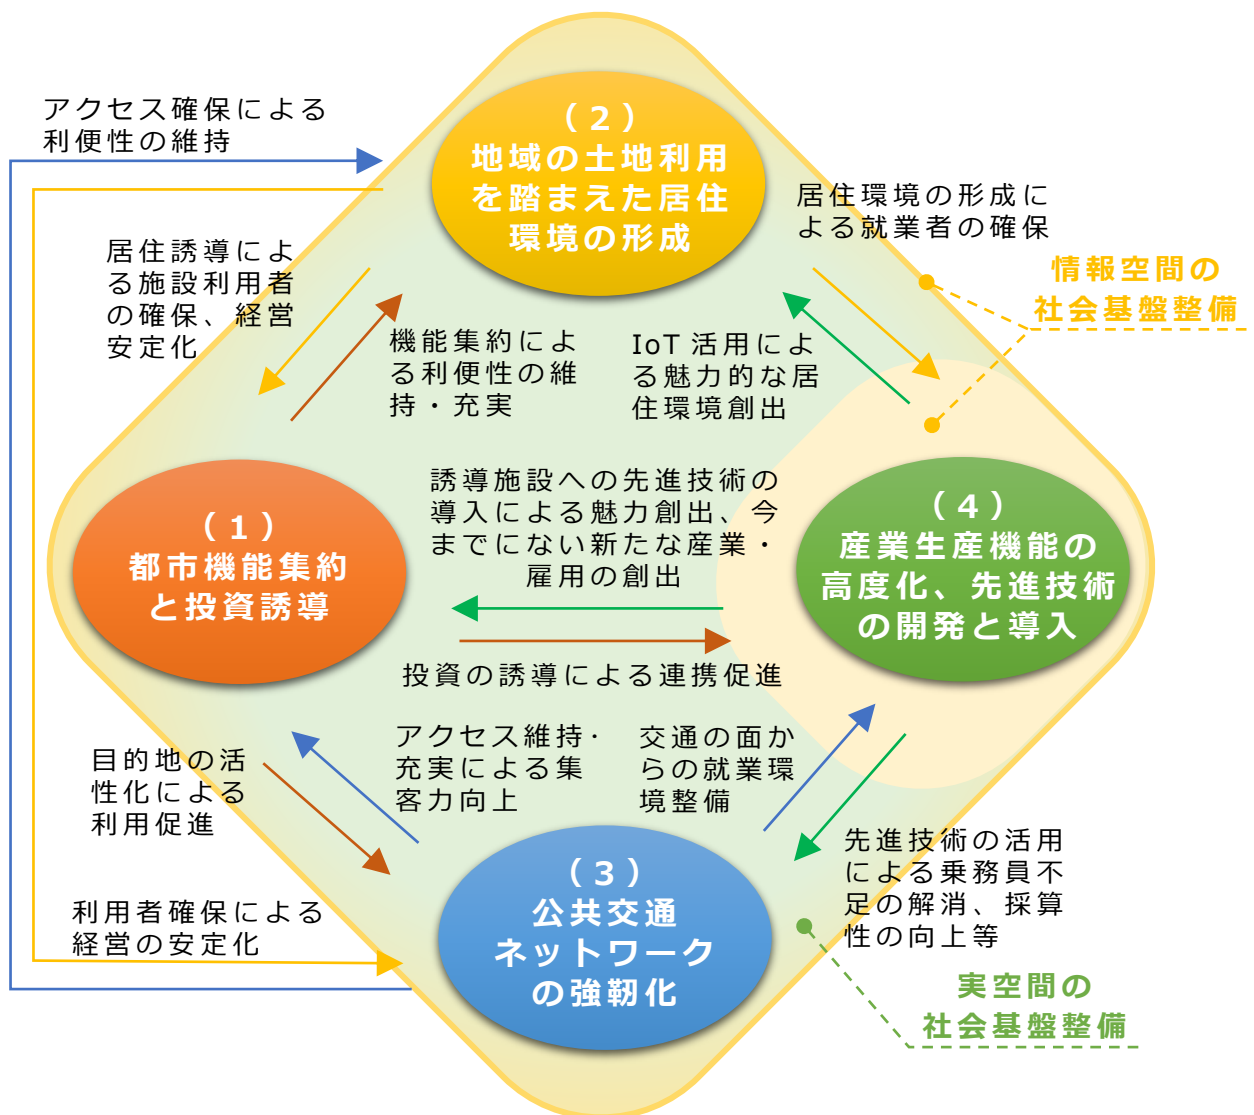 アクセス確保による
利便性の維持
（２）
地域の土地利用
を踏まえた居住
環境の形成
居住環境の形成に
よる就業者の確保
居住誘導によ
る施設利用者
の確保、経営
安定化
情報空間の
社会基盤整備
機能集約によ
る利便性の維
持・充実
IoT 活用によ
る魅力的な居
住環境創出
（１）
都市機能集約
と投資誘導
誘導施設への先進技術の
導入による魅力創出、今
までにない新たな産業・
雇用の創出
（４）
産業生産機能の
高度化、先進技術
の開発と導入
投資の誘導による連携促進
目的地の活
性化による
利用促進
アクセス維持・
充実による集
客力向上
交通の面か
らの就業環
境整備
（３）
公共交通
ネットワーク
の強靭化
先進技術の活用
による乗務員不
足の解消、採算
性の向上等
利用者確保による
経営の安定化
実空間の
社会基盤整備